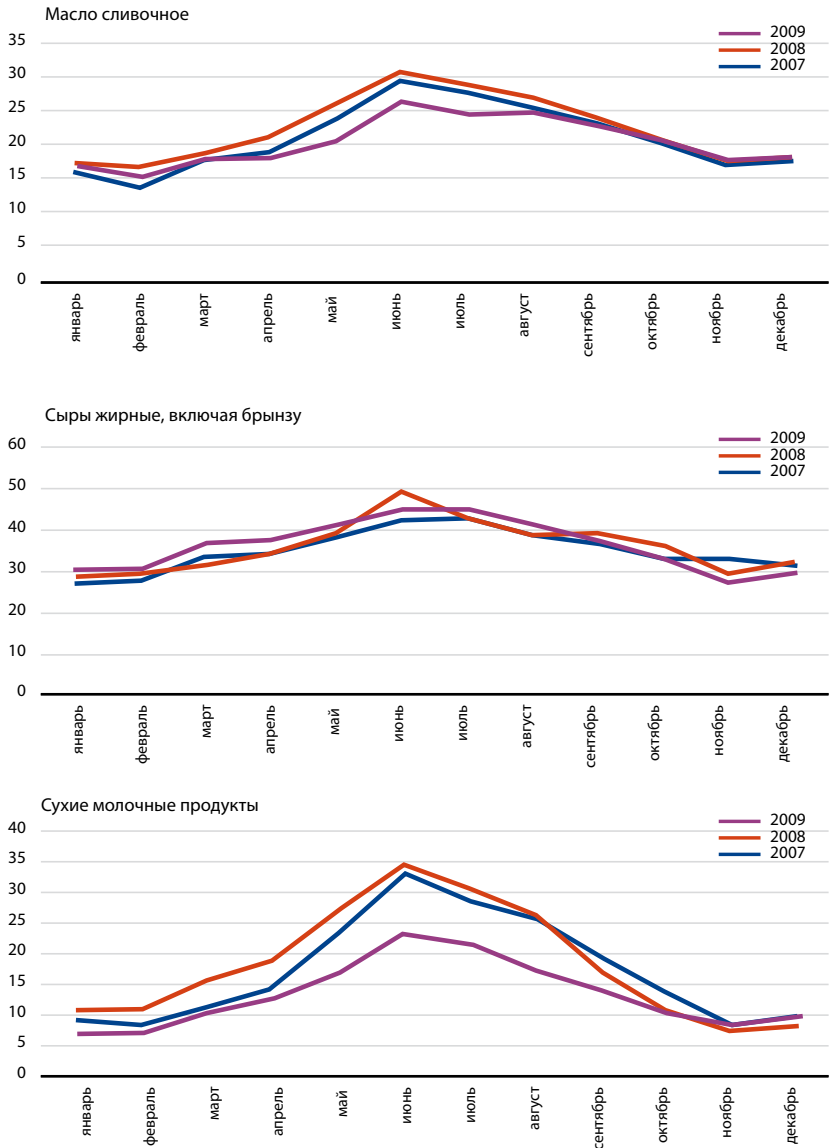 Масло сливочное
2009
2008
2007
35
30
25
20
15
10
5
0
январь
февраль
март
апрель
май
июнь
июль
август
сентябрь
октябрь
ноябрь
декабрь
Сыры жирные, включая брынзу
2009
2008
2007
60
50
40
30
20
10
0
январь
февраль
март
апрель
май
июнь
июль
август
сентябрь
октябрь
ноябрь
декабрь
Сухие молочные продукты
2009
2008
2007
40
35
30
25
20
15
10
5
0
январь
февраль
март
апрель
май
июнь
июль
август
сентябрь
октябрь
ноябрь
декабрь